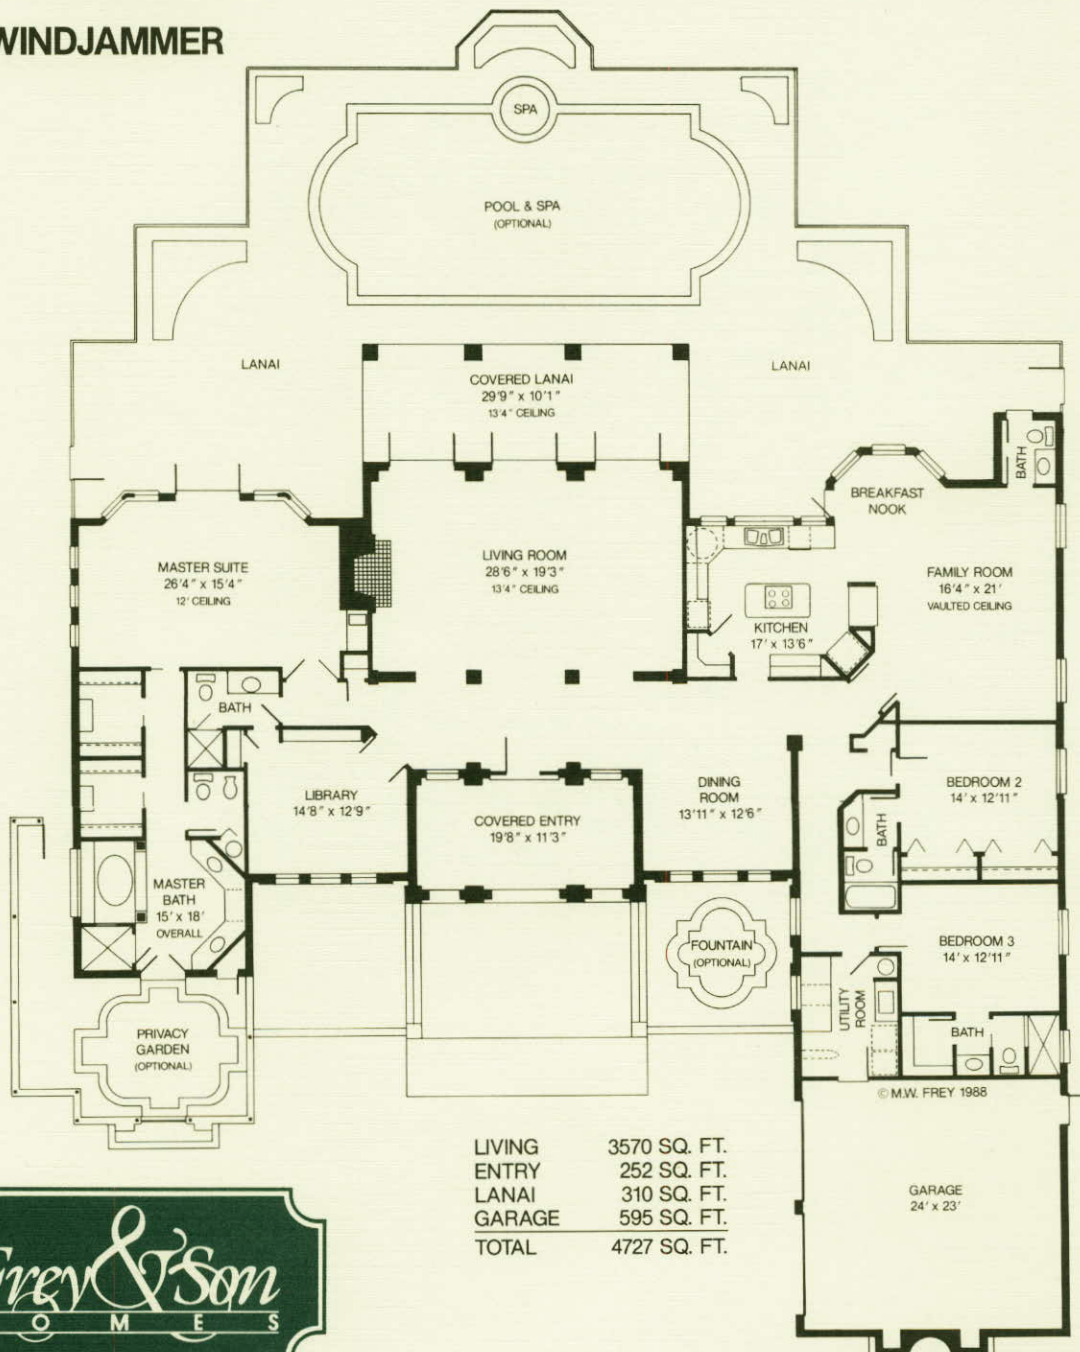 WINDJAMMER
SPA
POOL & SPA
(OPTIONAL)
LANAI
COVERED LANAI
29'9" x 10'1"
13'4" CEILING
LANAI
BATH
BREAKFAST
NOOK
MASTER SUITE
26'4" x 15'4"
12' CEILING
LIVING ROOM
28'6" x 19'3"
13'4" CEILING
FAMILY ROOM
16'4" x 21'
VAULTED CEILING
KITCHEN
17' x 13'6"
BATH
LIBRARY
14'8" x 12'9"
COVERED ENTRY
19'8" x 11'3"
DINING
ROOM
13'11" x 12'6"
BEDROOM 2
14' x 12'11"
BATH
MASTER
BATH
15' x 18'
OVERALL
FOUNTAIN
(OPTIONAL)
BEDROOM 3
14' x 12'11"
UTILITY
ROOM
BATH
PRIVACY
GARDEN
(OPTIONAL)
© M.W. FREY 1988
LIVING 3570 SQ. FT.
ENTRY 252 SQ. FT.
LANAI 310 SQ. FT.
GARAGE 595 SQ. FT.
TOTAL 4727 SQ. FT.
GARAGE
24' x 23'
Frey & Son
OMES